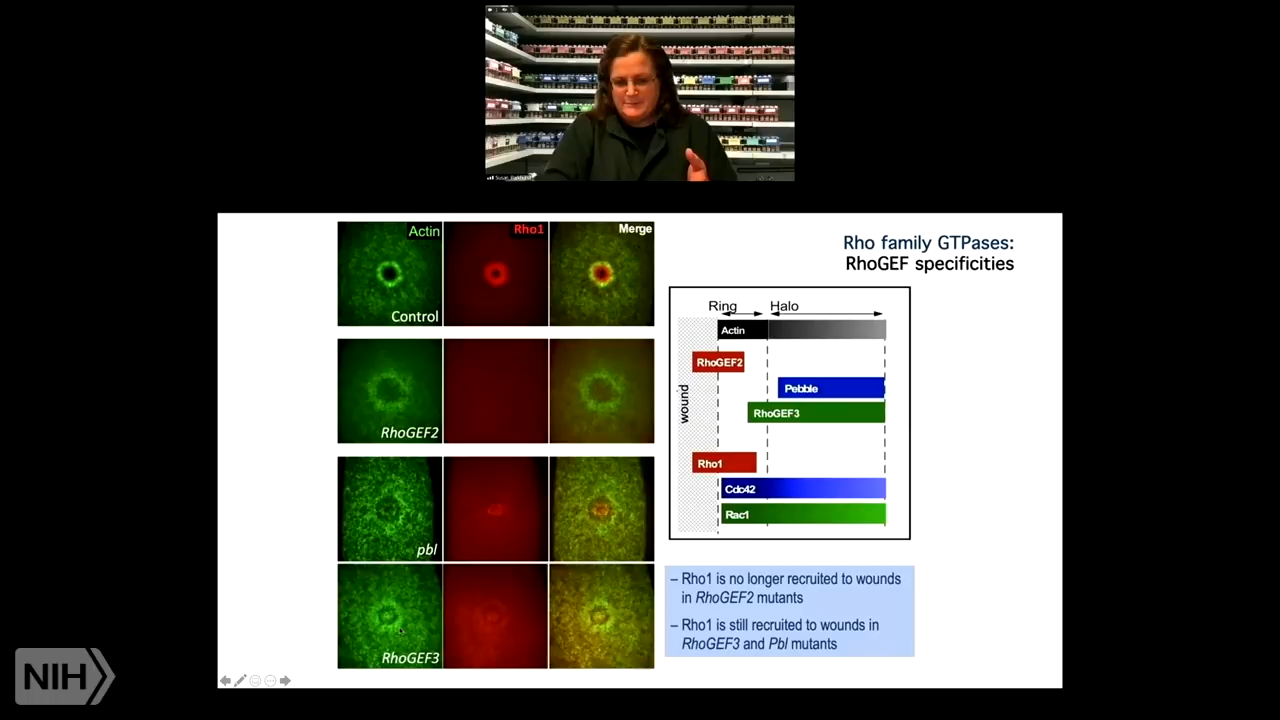 Actin
Rho1
Merge
Control
RhoGEF2
pbl
RhoGEF3
Rho family GTPases:
RhoGEF specificities
Ring
Halo
Actin
RhoGEF2
Pebble
RhoGEF3
wound
Rho1
Cdc42
Rac1
– Rho1 is no longer recruited to wounds
in RhoGEF2 mutants
– Rho1 is still recruited to wounds in
RhoGEF3 and Pbl mutants
NIH